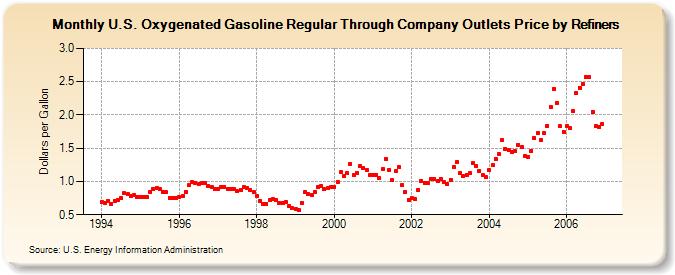 Monthly U.S. Oxygenated Gasoline Regular Through Company Outlets Price by Refiners
Dollars per Gallon
3.0
2.5
2.0
1.5
1.0
0.5
1994 1996 1998 2000 2002 2004 2006
Source: U.S. Energy Information Administration